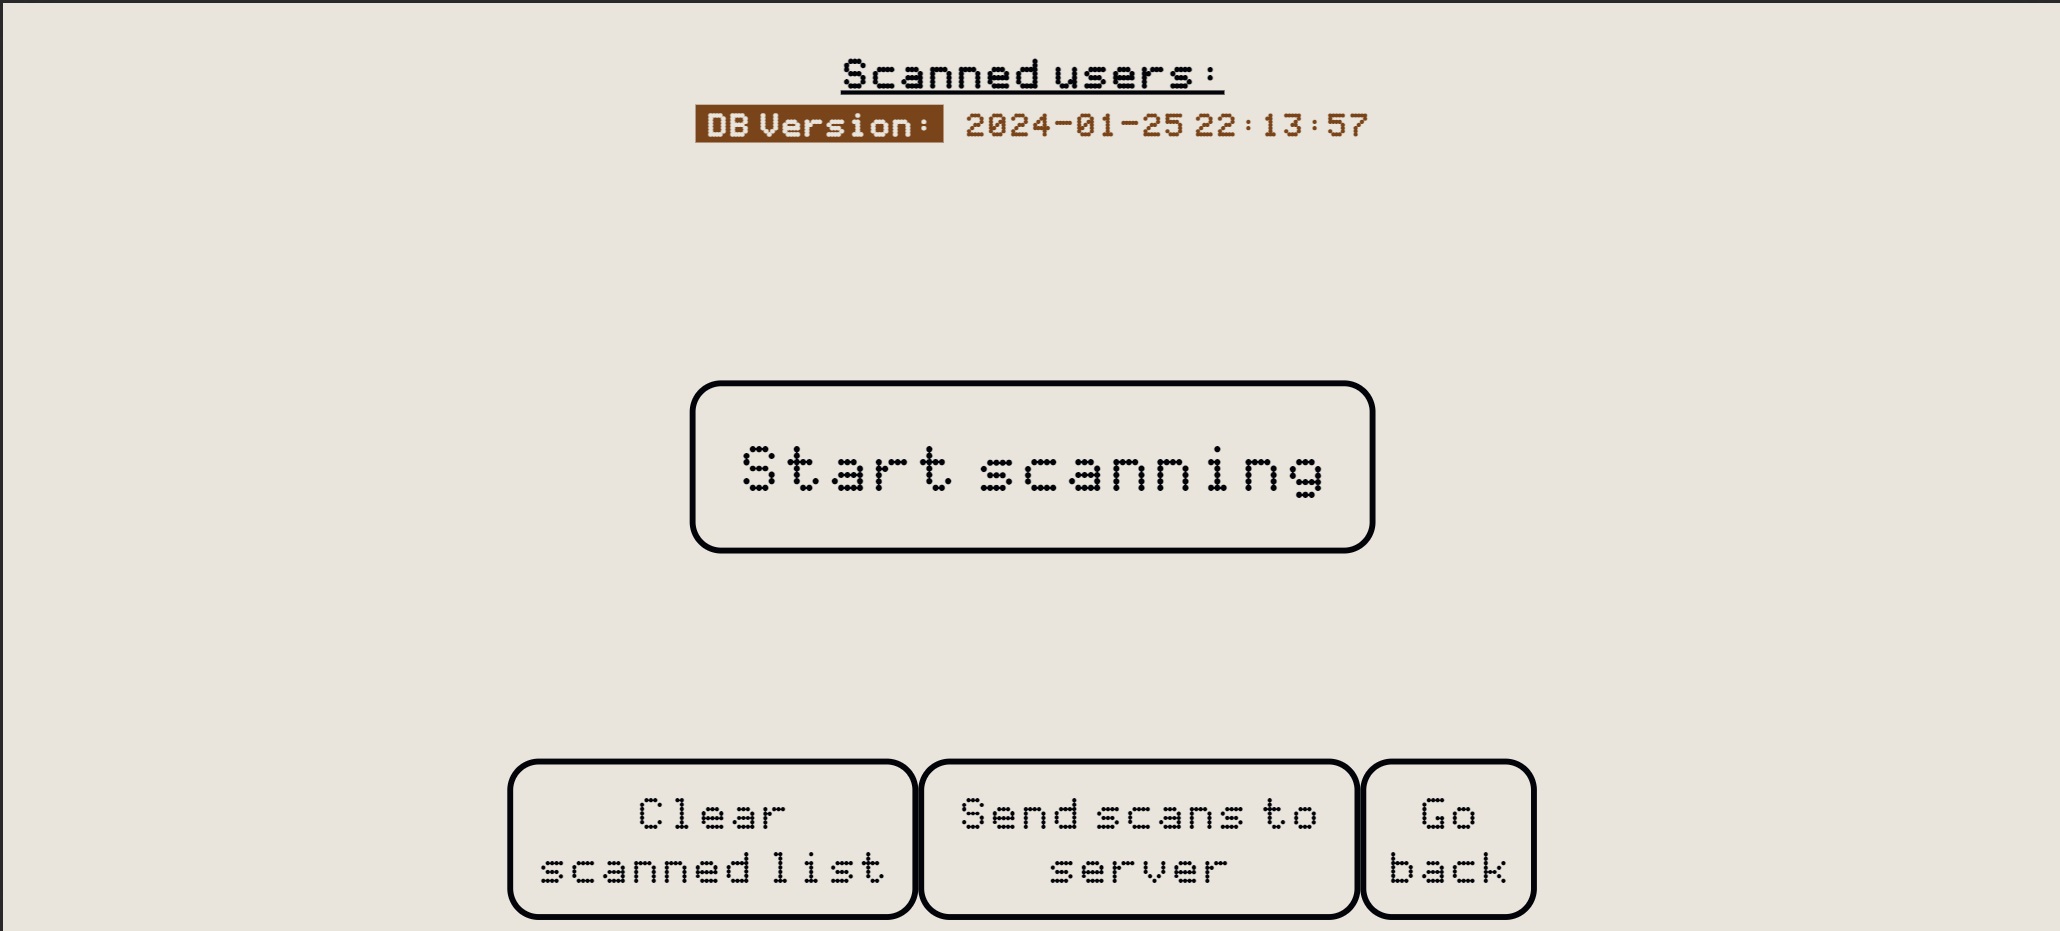 Scanned users:
DB Version: 2024-01-25 22:13:57
Start scanning
Clear
scanned list
Send scans to
server
Go
back